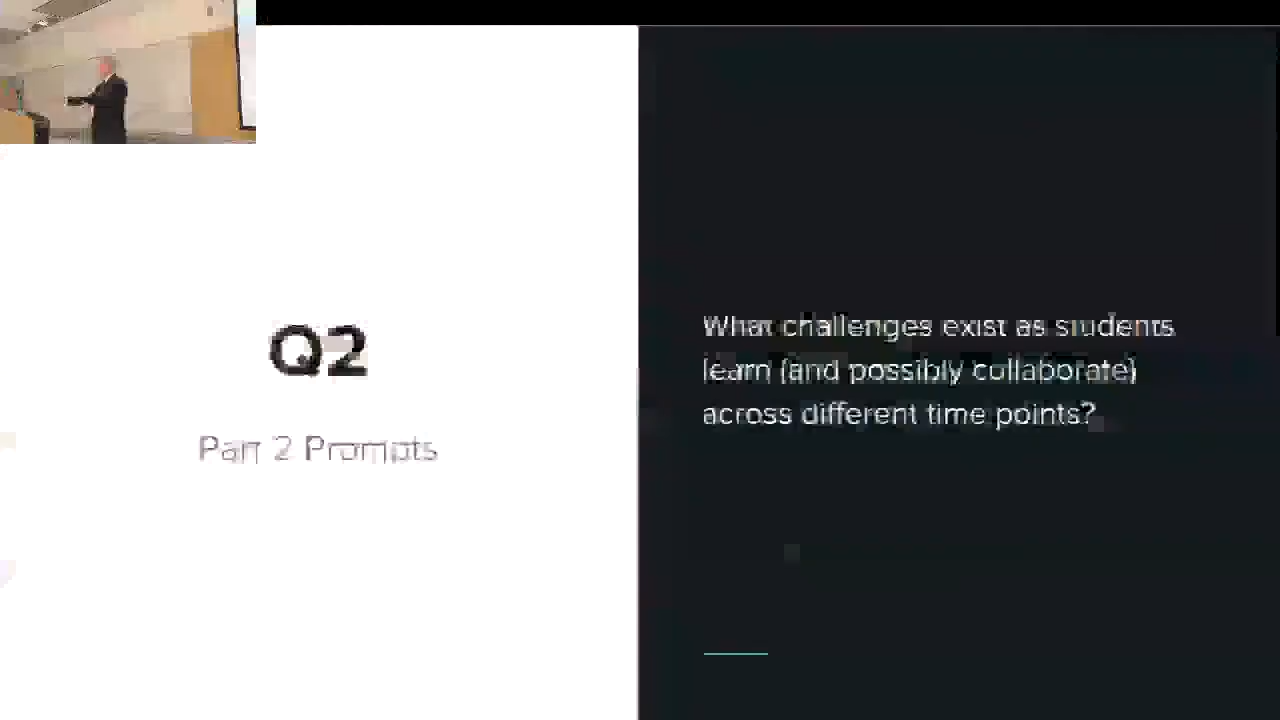 Q2
Part 2 Prompts
What challenges exist as students
learn (and possibly collaborate)
across different time points?